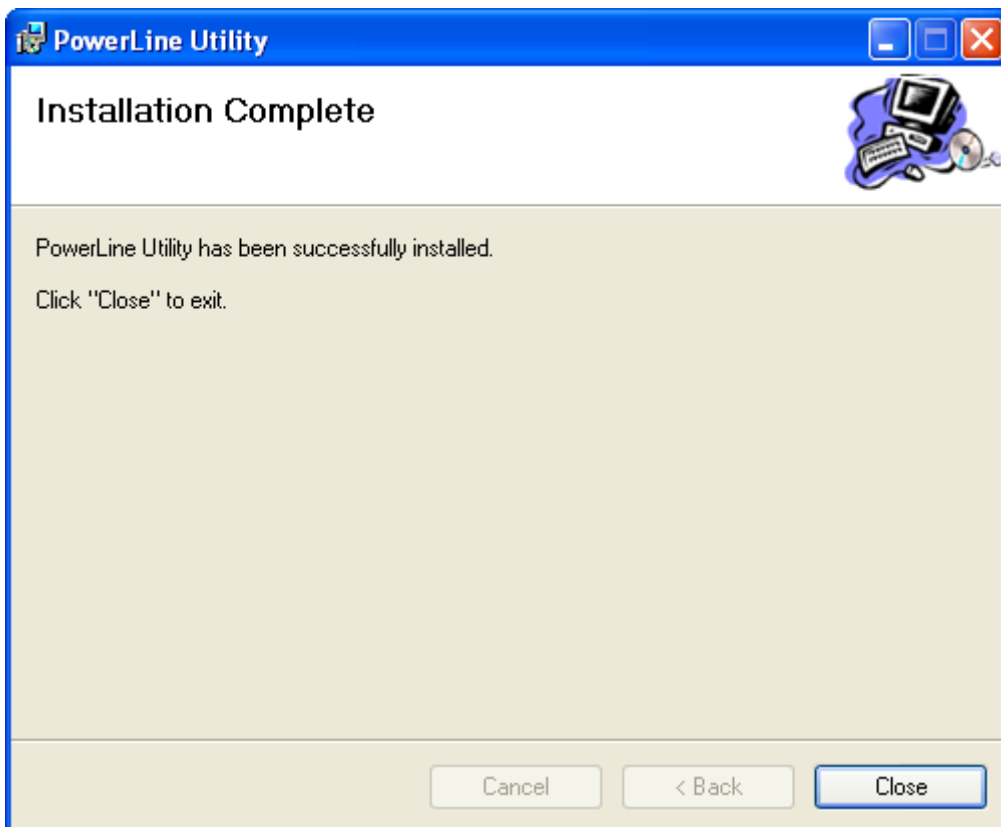 PowerLine Utility
Installation Complete
PowerLine Utility has been successfully installed.
Click "Close" to exit.
Cancel
< Back
Close